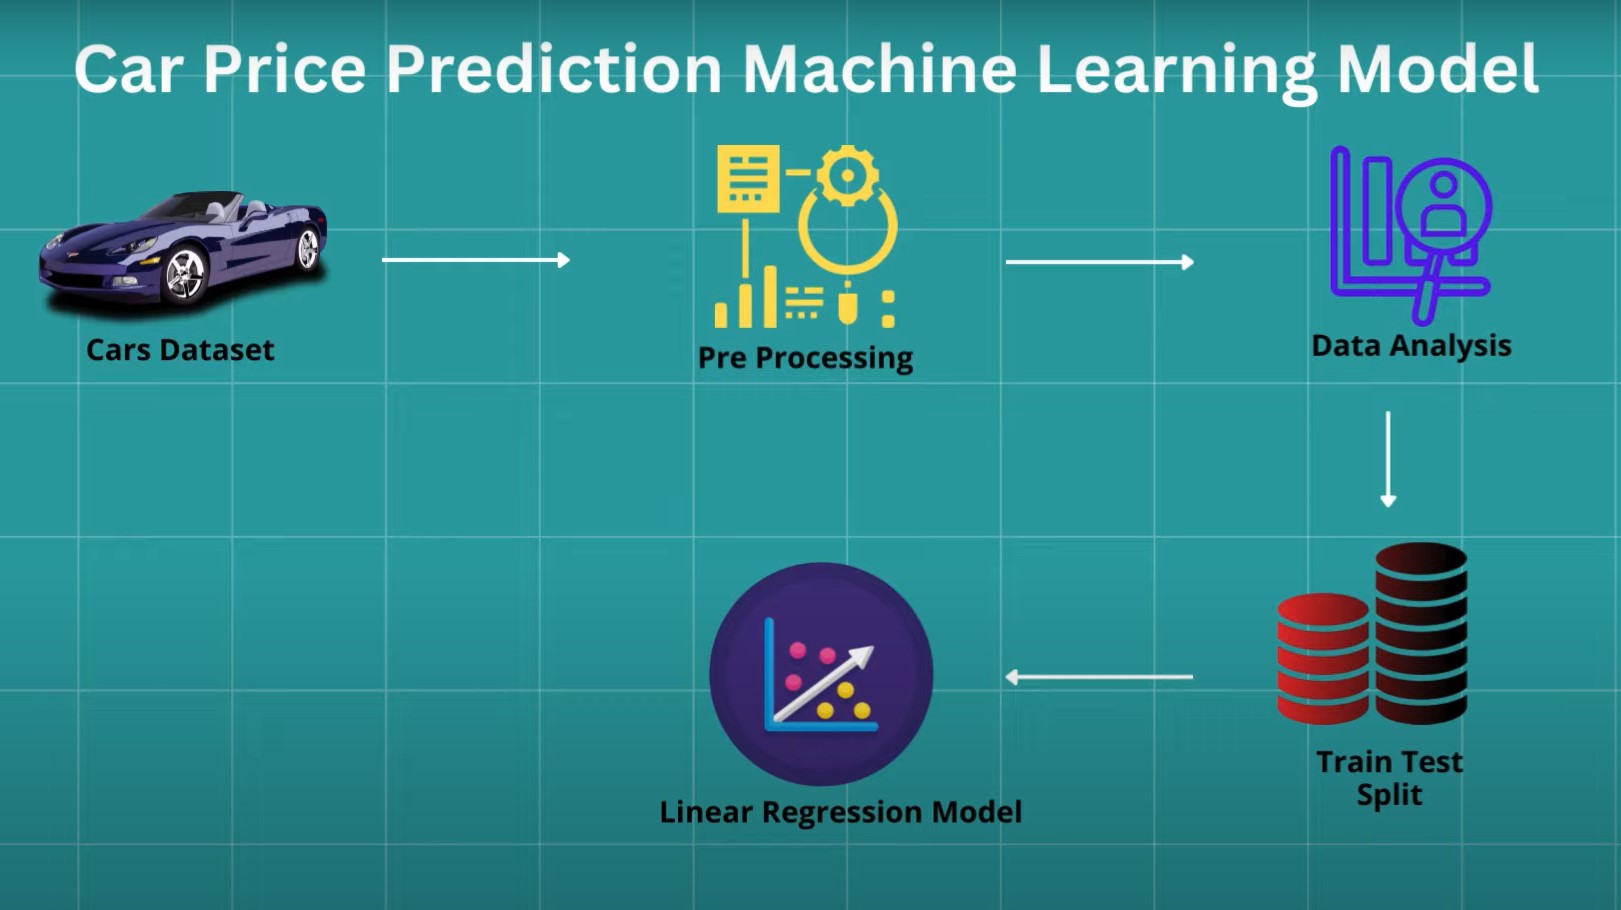 Car Price Prediction Machine Learning Model
Cars Dataset
Pre Processing
Data Analysis
Train Test
Split
Linear Regression Model